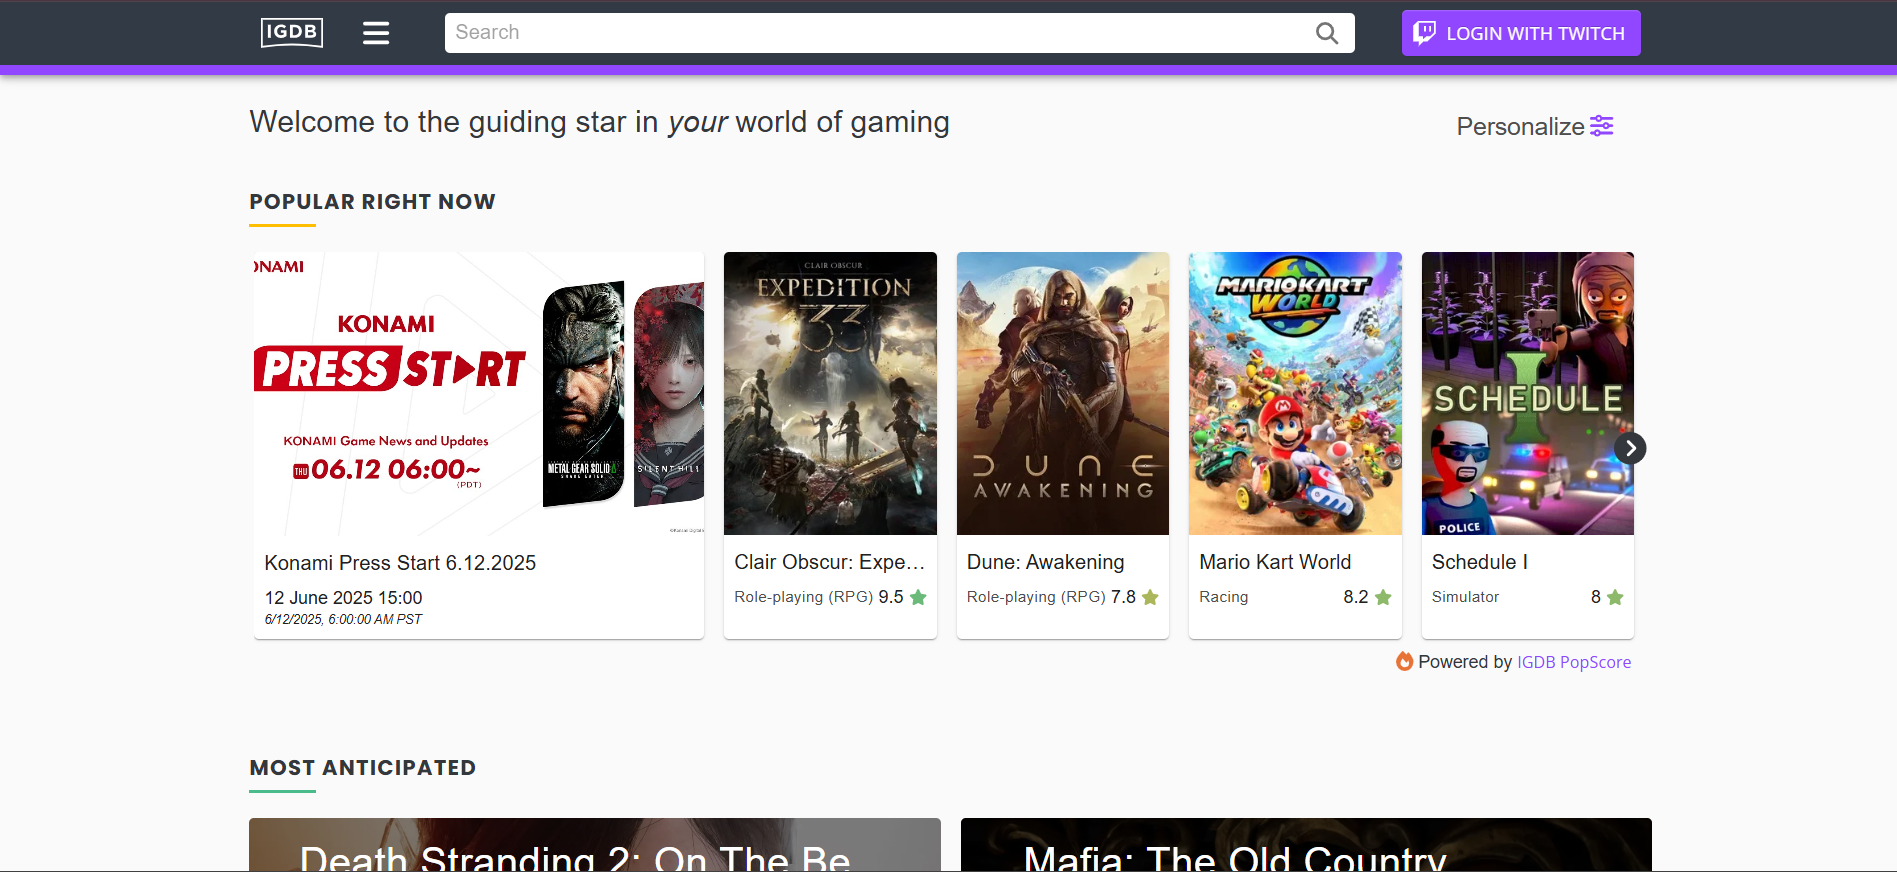 IGDB
Search
LOGIN WITH TWITCH
Welcome to the guiding star in your world of gaming
Personalize
POPULAR RIGHT NOW
ONAMI
KONAMI
PRESS START
KONAMI Game News and Updates
THU 06.12 06:00~
(PDT)
METAL GEAR SOLID Δ
SNAKE EATER
SILENT HILL
Konami Press Start 6.12.2025
12 June 2025 15:00
6/12/2025, 6:00:00 AM PST
CLAIR OBSCUR
EXPEDITION
33
Clair Obscur: Expe...
Role-playing (RPG) 9.5
DUNE
AWAKENING
Dune: Awakening
Role-playing (RPG) 7.8
MARIOKART
WORLD
Mario Kart World
Racing 8.2
SCHEDULE
I
POLICE
Schedule I
Simulator 8
Powered by IGDB PopScore
MOST ANTICIPATED
Death Stranding 2: On The Be
Mafia: The Old Country